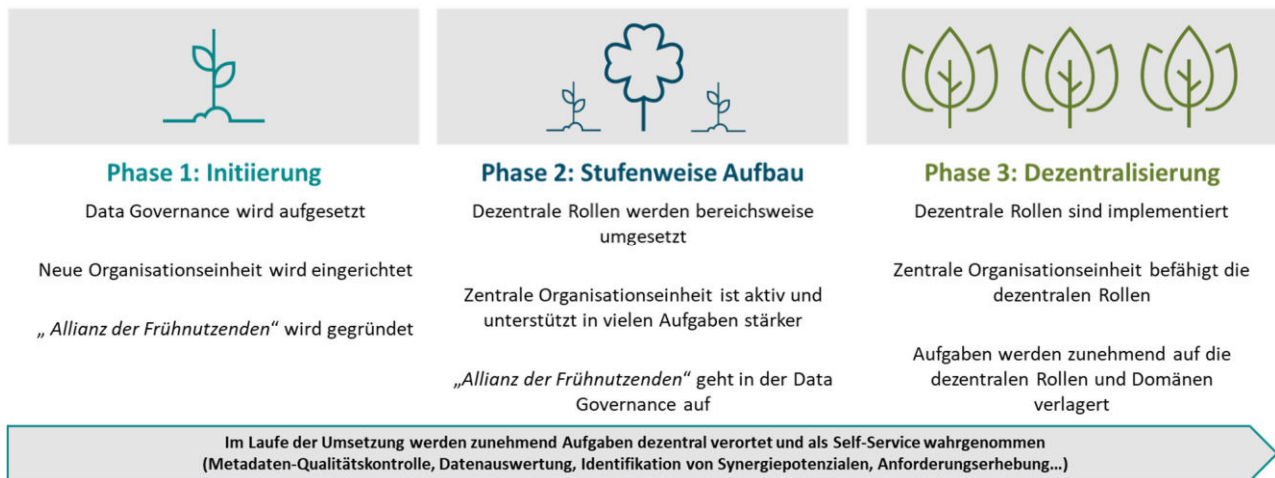 Phase 1: Initiierung
Data Governance wird aufgesetzt
Neue Organisationseinheit wird eingerichtet
„ Allianz der Frühnutzenden“ wird gegründet
Phase 2: Stufenweise Aufbau
Dezentrale Rollen werden bereichsweise
umgesetzt
Zentrale Organisationseinheit ist aktiv und
unterstützt in vielen Aufgaben stärker
„Allianz der Frühnutzenden“ geht in der Data
Governance auf
Phase 3: Dezentralisierung
Dezentrale Rollen sind implementiert
Zentrale Organisationseinheit befähigt die
dezentralen Rollen
Aufgaben werden zunehmend auf die
dezentralen Rollen und Domänen
verlagert
Im Laufe der Umsetzung werden zunehmend Aufgaben dezentral verortet und als Self-Service wahrgenommen
(Metadaten-Qualitätskontrolle, Datenauswertung, Identifikation von Synergiepotenzialen, Anforderungserhebung…)